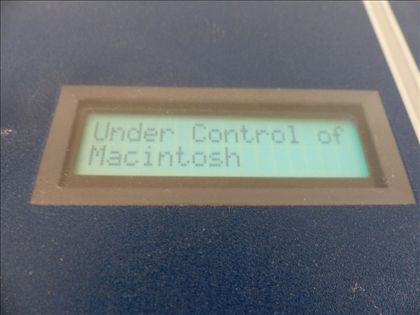 Under Control of
Macintosh